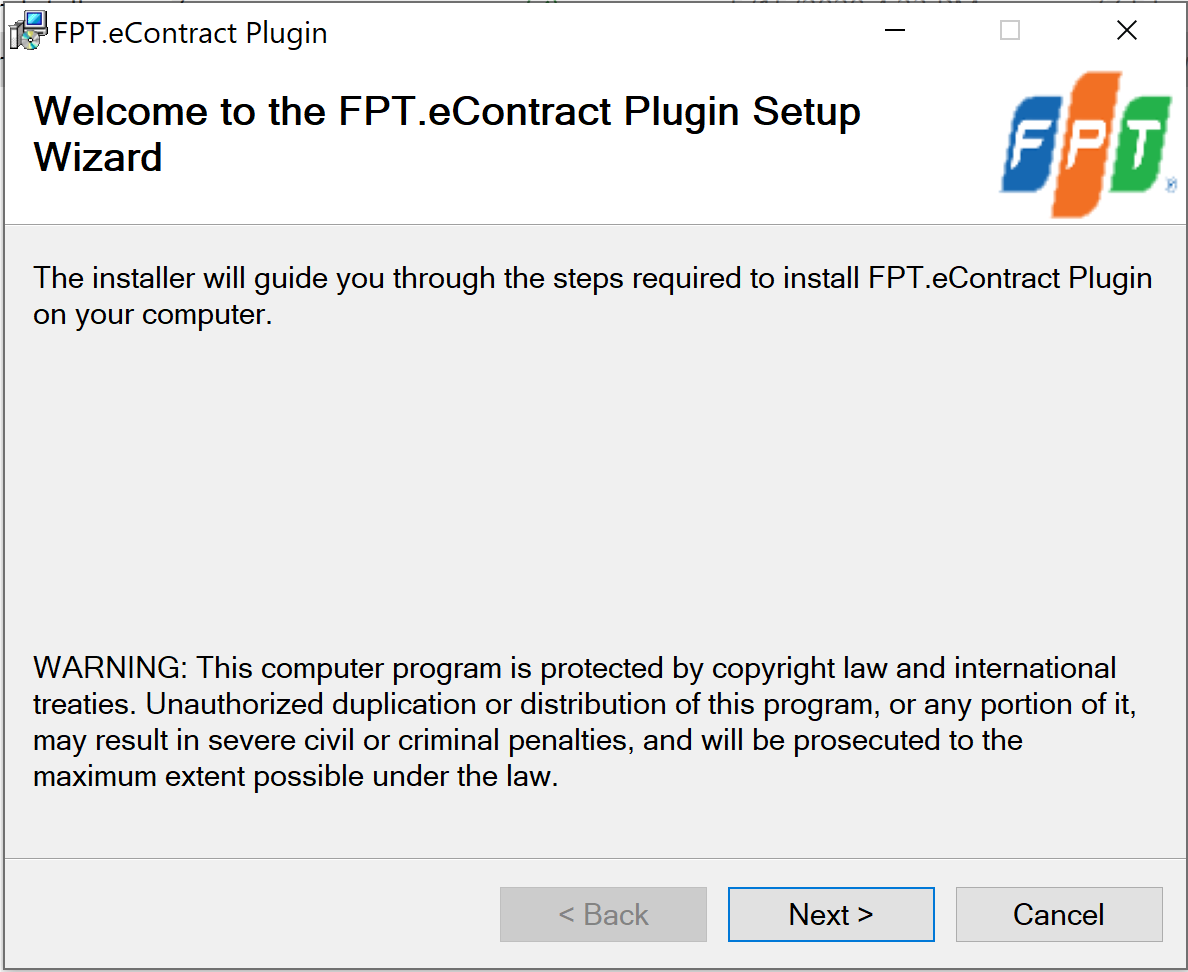 FPT.eContract Plugin
Welcome to the FPT.eContract Plugin Setup
Wizard
FPT
The installer will guide you through the steps required to install FPT.eContract Plugin
on your computer.
WARNING: This computer program is protected by copyright law and international
treaties. Unauthorized duplication or distribution of this program, or any portion of it,
may result in severe civil or criminal penalties, and will be prosecuted to the
maximum extent possible under the law.
< Back
Next >
Cancel